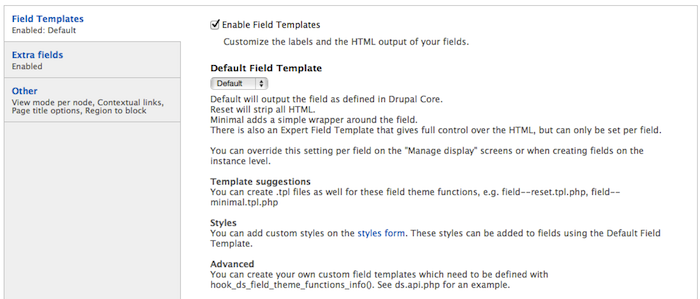 Field Templates
Enabled: Default
Extra fields
Enabled
Other
View mode per node, Contextual links,
Page title options, Region to block
Enable Field Templates
Customize the labels and the HTML output of your fields.
Default Field Template
Default
Default will output the field as defined in Drupal Core.
Reset will strip all HTML.
Minimal adds a simple wrapper around the field.
There is also an Expert Field Template that gives full control over the HTML, but can only be set per field.
You can override this setting per field on the "Manage display" screens or when creating fields on the
instance level.
Template suggestions
You can create .tpl files as well for these field theme functions, e.g. field--reset.tpl.php, field--
minimal.tpl.php
Styles
You can add custom styles on the styles form. These styles can be added to fields using the Default Field
Template.
Advanced
You can create your own custom field templates which need to be defined with
hook_ds_field_theme_functions_info(). See ds.api.php for an example.